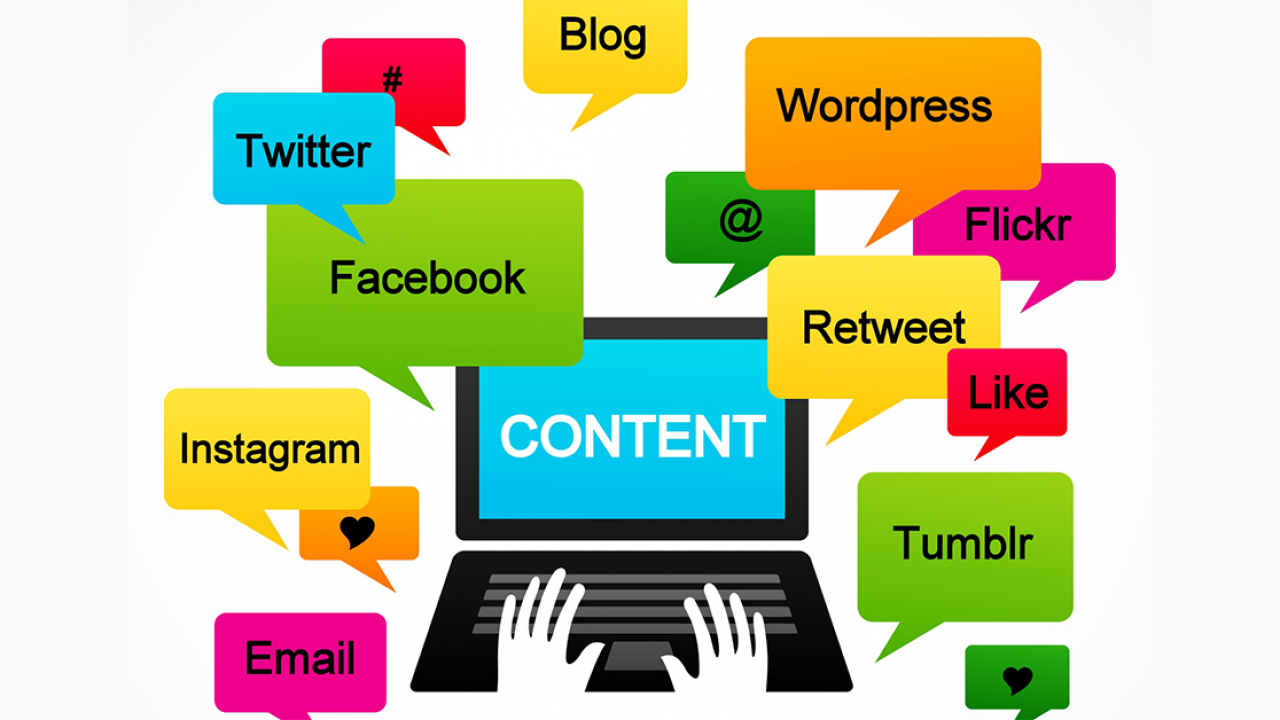 Blog
#
Wordpress
Twitter
@
Flickr
Facebook
Retweet
Like
CONTENT
Instagram
Tumblr
Email